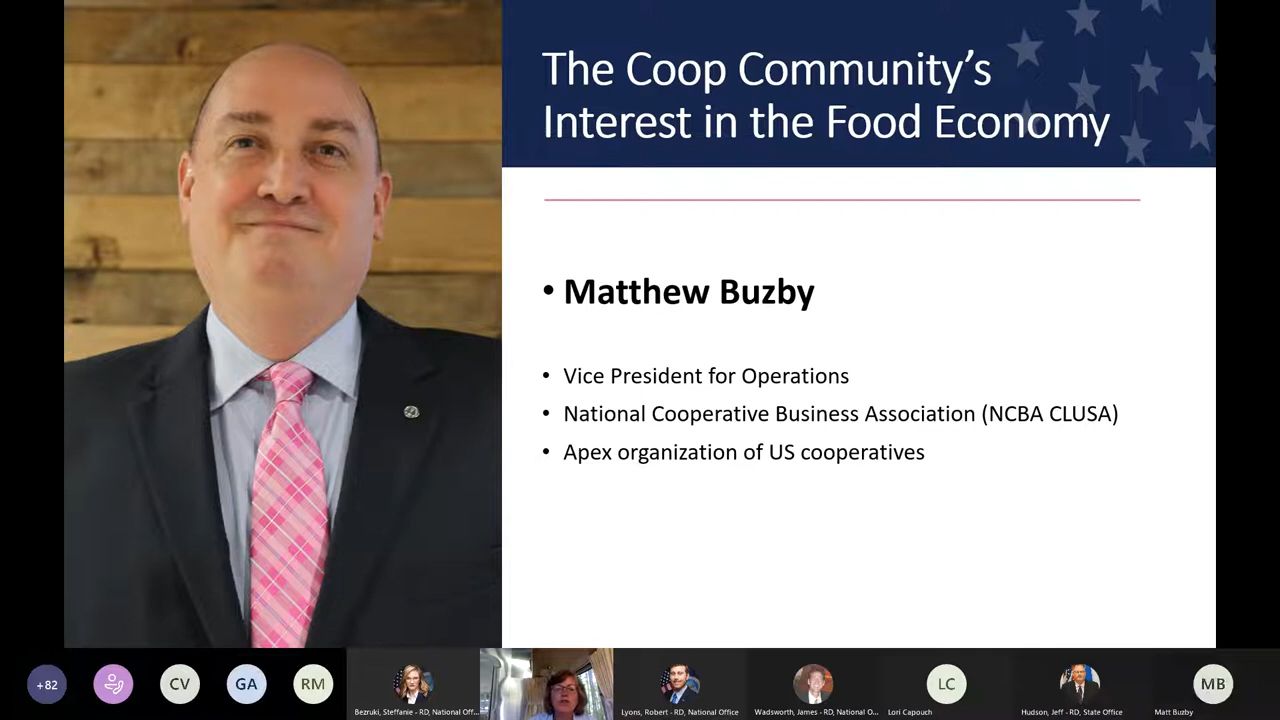 The Coop Community’s
Interest in the Food Economy
• Matthew Buzby
• Vice President for Operations
• National Cooperative Business Association (NCBA CLUSA)
• Apex organization of US cooperatives
+82
CV
GA
RM
LC
MB
Bezruki, Steffanie - RD, National Off...
Lyons, Robert - RD, National Office
Wadsworth, James - RD, National O...
Lori Capouch
Hudson, Jeff - RD, State Office
Matt Buzby